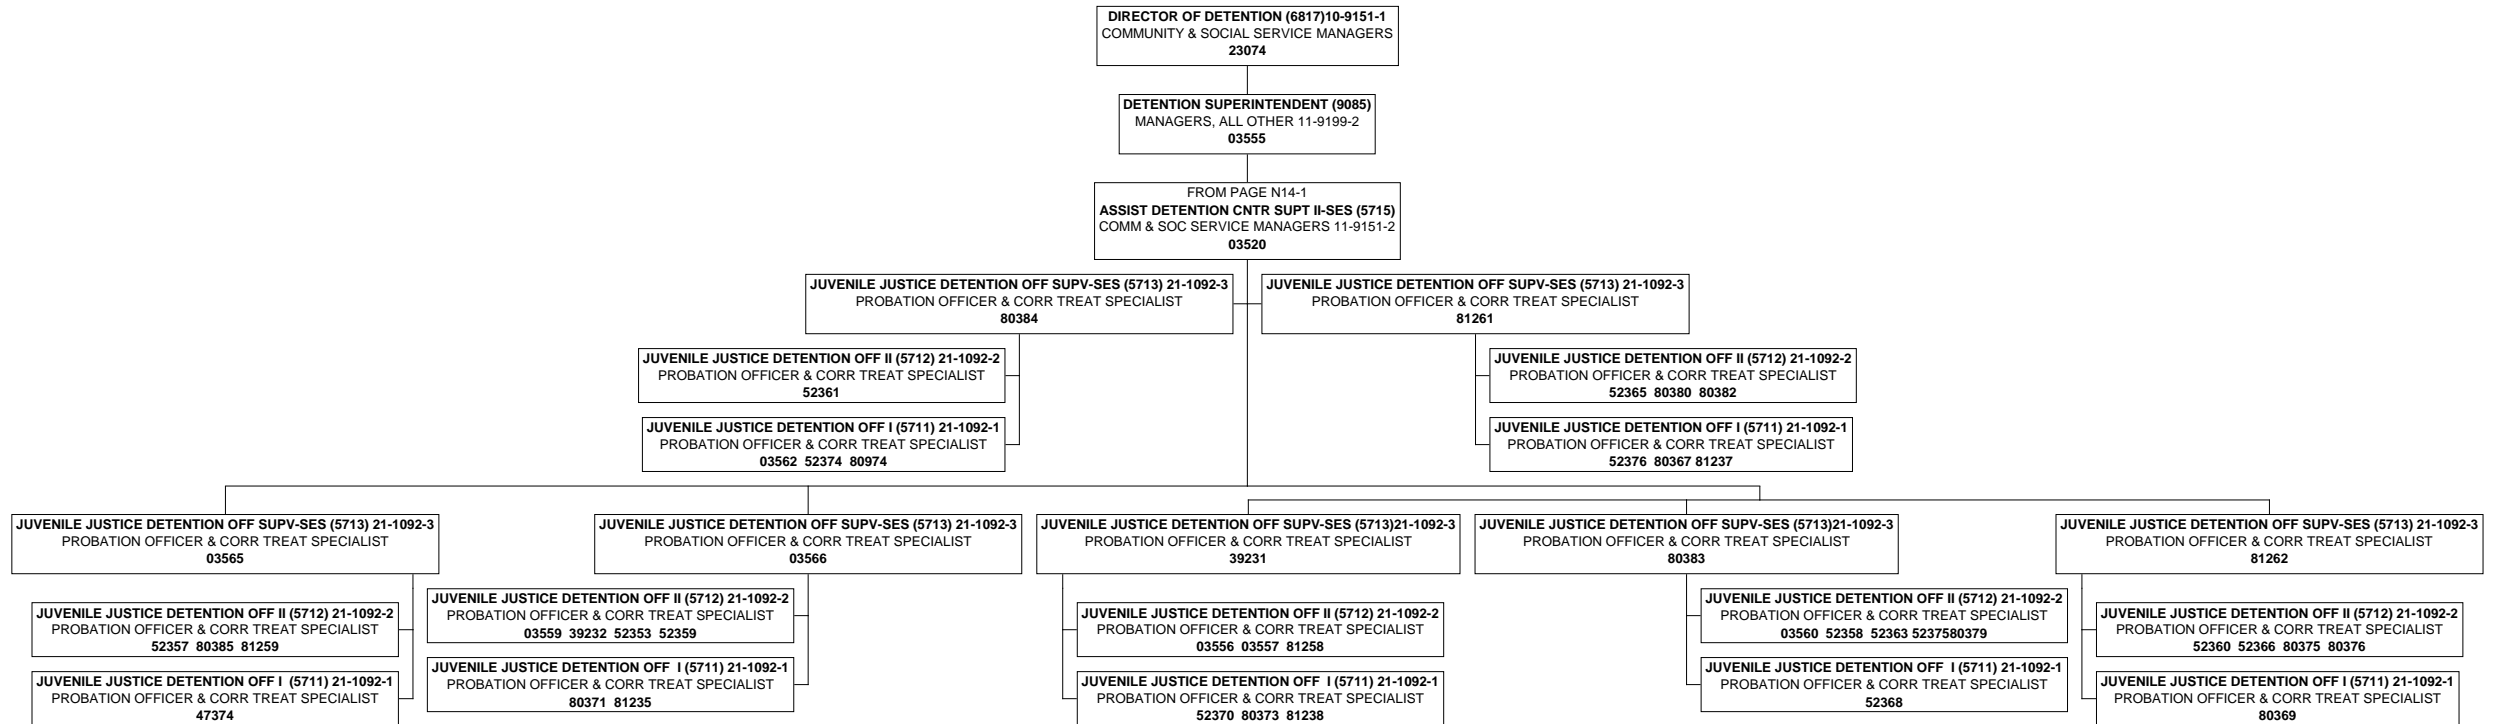 DIRECTOR OF DETENTION (6817)10-9151-1
COMMUNITY & SOCIAL SERVICE MANAGERS
23074
DETENTION SUPERINTENDENT (9085)
MANAGERS, ALL OTHER 11-9199-2
03555
FROM PAGE N14-1
ASSIST DETENTION CNTR SUPT II-SES (5715)
COMM & SOC SERVICE MANAGERS 11-9151-2
03520
JUVENILE JUSTICE DETENTION OFF SUPV-SES (5713) 21-1092-3
PROBATION OFFICER & CORR TREAT SPECIALIST
80384
JUVENILE JUSTICE DETENTION OFF II (5712) 21-1092-2
PROBATION OFFICER & CORR TREAT SPECIALIST
52361
JUVENILE JUSTICE DETENTION OFF I (5711) 21-1092-1
PROBATION OFFICER & CORR TREAT SPECIALIST
03562 52374 80974
JUVENILE JUSTICE DETENTION OFF SUPV-SES (5713) 21-1092-3
PROBATION OFFICER & CORR TREAT SPECIALIST
81261
JUVENILE JUSTICE DETENTION OFF II (5712) 21-1092-2
PROBATION OFFICER & CORR TREAT SPECIALIST
52365 80380 80382
JUVENILE JUSTICE DETENTION OFF I (5711) 21-1092-1
PROBATION OFFICER & CORR TREAT SPECIALIST
52376 80367 81237
JUVENILE JUSTICE DETENTION OFF SUPV-SES (5713) 21-1092-3
PROBATION OFFICER & CORR TREAT SPECIALIST
03565
JUVENILE JUSTICE DETENTION OFF II (5712) 21-1092-2
PROBATION OFFICER & CORR TREAT SPECIALIST
52357 80385 81259
JUVENILE JUSTICE DETENTION OFF I (5711) 21-1092-1
PROBATION OFFICER & CORR TREAT SPECIALIST
47374
JUVENILE JUSTICE DETENTION OFF SUPV-SES (5713) 21-1092-3
PROBATION OFFICER & CORR TREAT SPECIALIST
03566
JUVENILE JUSTICE DETENTION OFF II (5712) 21-1092-2
PROBATION OFFICER & CORR TREAT SPECIALIST
03559 39232 52353 52359
JUVENILE JUSTICE DETENTION OFF I (5711) 21-1092-1
PROBATION OFFICER & CORR TREAT SPECIALIST
80371 81235
JUVENILE JUSTICE DETENTION OFF SUPV-SES (5713)21-1092-3
PROBATION OFFICER & CORR TREAT SPECIALIST
39231
JUVENILE JUSTICE DETENTION OFF II (5712) 21-1092-2
PROBATION OFFICER & CORR TREAT SPECIALIST
03556 03557 81258
JUVENILE JUSTICE DETENTION OFF I (5711) 21-1092-1
PROBATION OFFICER & CORR TREAT SPECIALIST
52370 80373 81238
JUVENILE JUSTICE DETENTION OFF SUPV-SES (5713)21-1092-3
PROBATION OFFICER & CORR TREAT SPECIALIST
80383
JUVENILE JUSTICE DETENTION OFF II (5712) 21-1092-2
PROBATION OFFICER & CORR TREAT SPECIALIST
03560 52358 52363 5237580379
JUVENILE JUSTICE DETENTION OFF I (5711) 21-1092-1
PROBATION OFFICER & CORR TREAT SPECIALIST
52368
JUVENILE JUSTICE DETENTION OFF SUPV-SES (5713) 21-1092-3
PROBATION OFFICER & CORR TREAT SPECIALIST
81262
JUVENILE JUSTICE DETENTION OFF II (5712) 21-1092-2
PROBATION OFFICER & CORR TREAT SPECIALIST
52360 52366 80375 80376
JUVENILE JUSTICE DETENTION OFF I (5711) 21-1092-1
PROBATION OFFICER & CORR TREAT SPECIALIST
80369